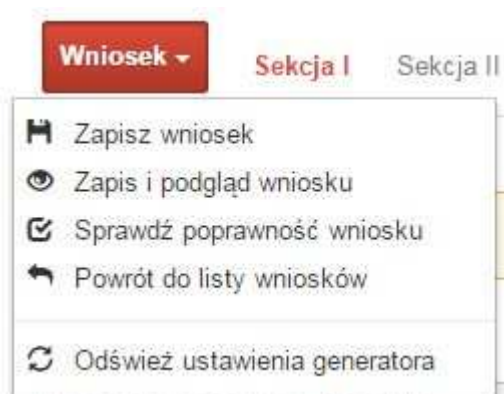 Wniosek Sekcja I Sekcja II
Zapisz wniosek
Zapis i podgląd wniosku
Sprawdź poprawność wniosku
Powrót do listy wniosków
Odśwież ustawienia generatora